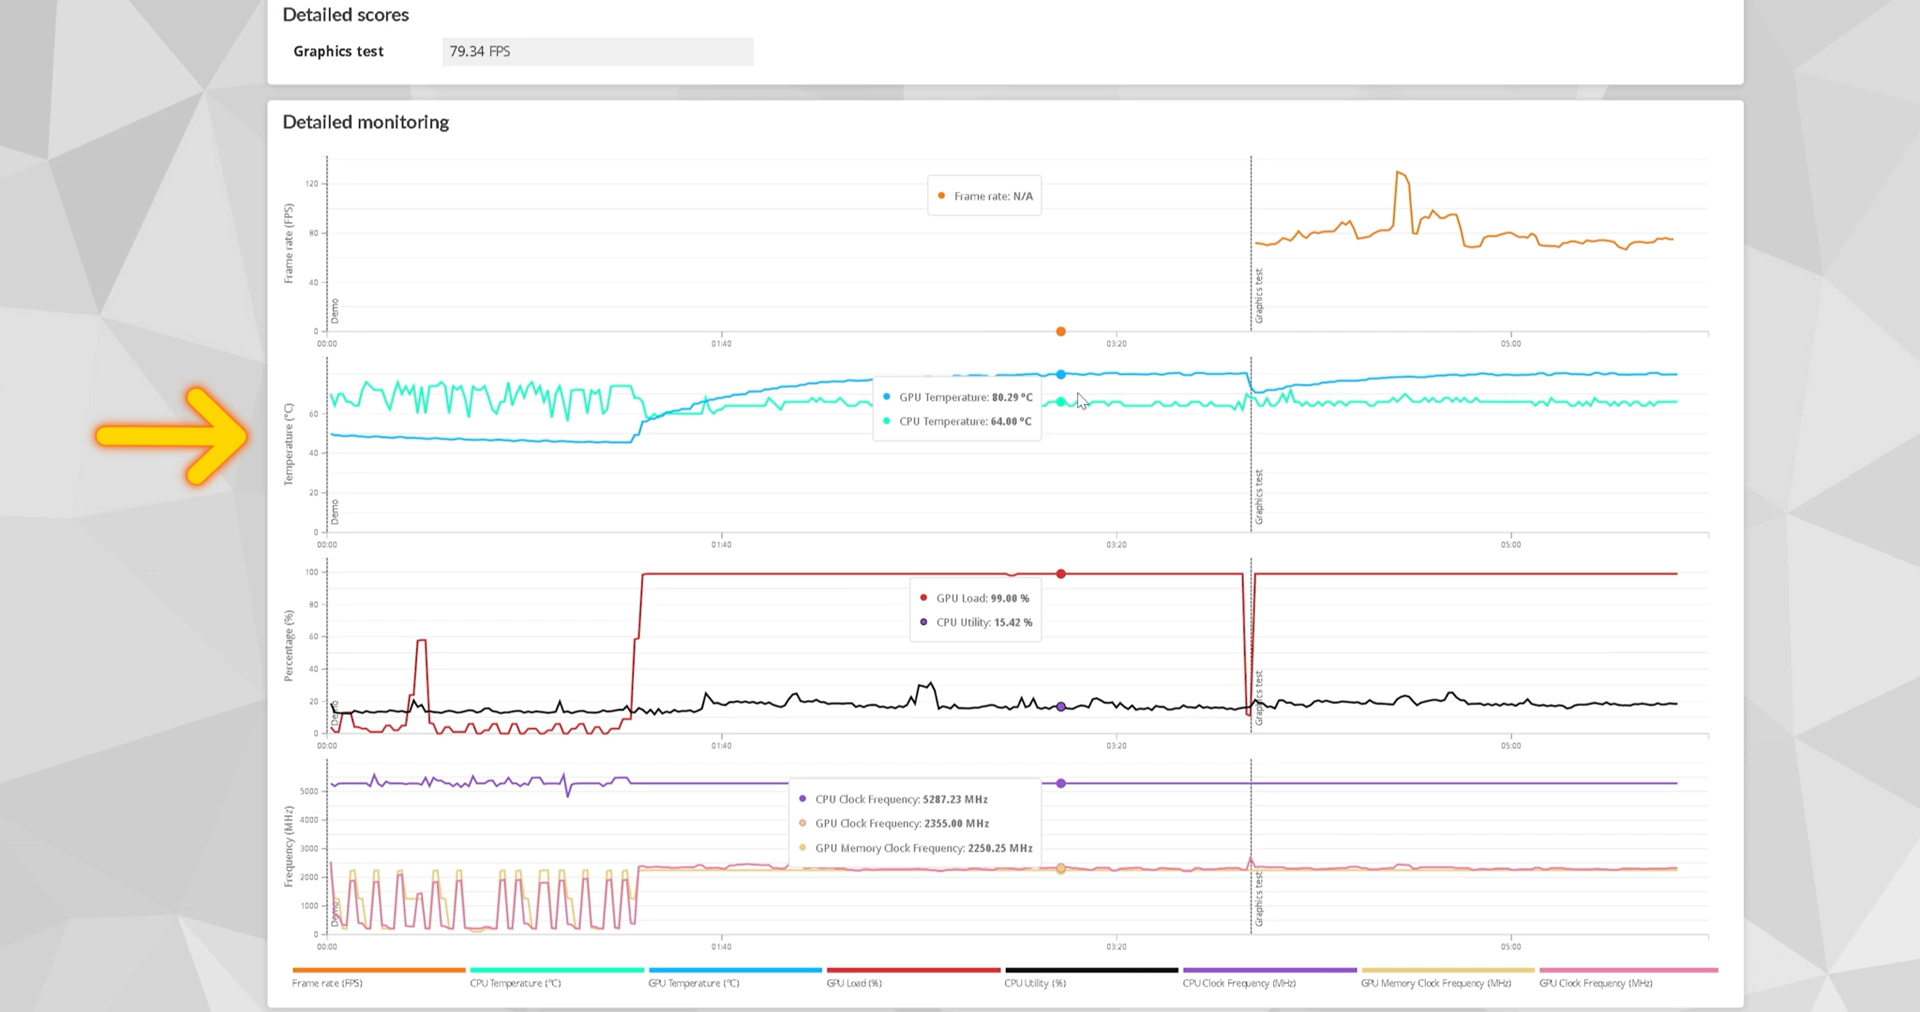 Detailed scores
Graphics test
79.34 FPS
Detailed monitoring
Frame rate (FPS)
120
80
40
0
Demo
Frame rate: N/A
Graphics test
00:00
01:40
03:20
05:00
Temperature (°C)
60
40
20
0
Demo
GPU Temperature: 80.29 °C
CPU Temperature: 64.00 °C
Graphics test
00:00
01:40
03:20
05:00
Percentage (%)
100
80
60
40
20
0
Demo
GPU Load: 99.00 %
CPU Utility: 15.42 %
Graphics test
00:00
01:40
03:20
05:00
Frequency (MHz)
5000
4000
3000
2000
1000
0
Demo
CPU Clock Frequency: 5287.23 MHz
GPU Clock Frequency: 2355.00 MHz
GPU Memory Clock Frequency: 2250.25 MHz
Graphics test
00:00
01:40
03:20
05:00
Frame rate (FPS)
CPU Temperature (°C)
GPU Temperature (°C)
GPU Load (%)
CPU Utility (%)
CPU Clock Frequency (MHz)
GPU Memory Clock Frequency (MHz)
GPU Clock Frequency (MHz)